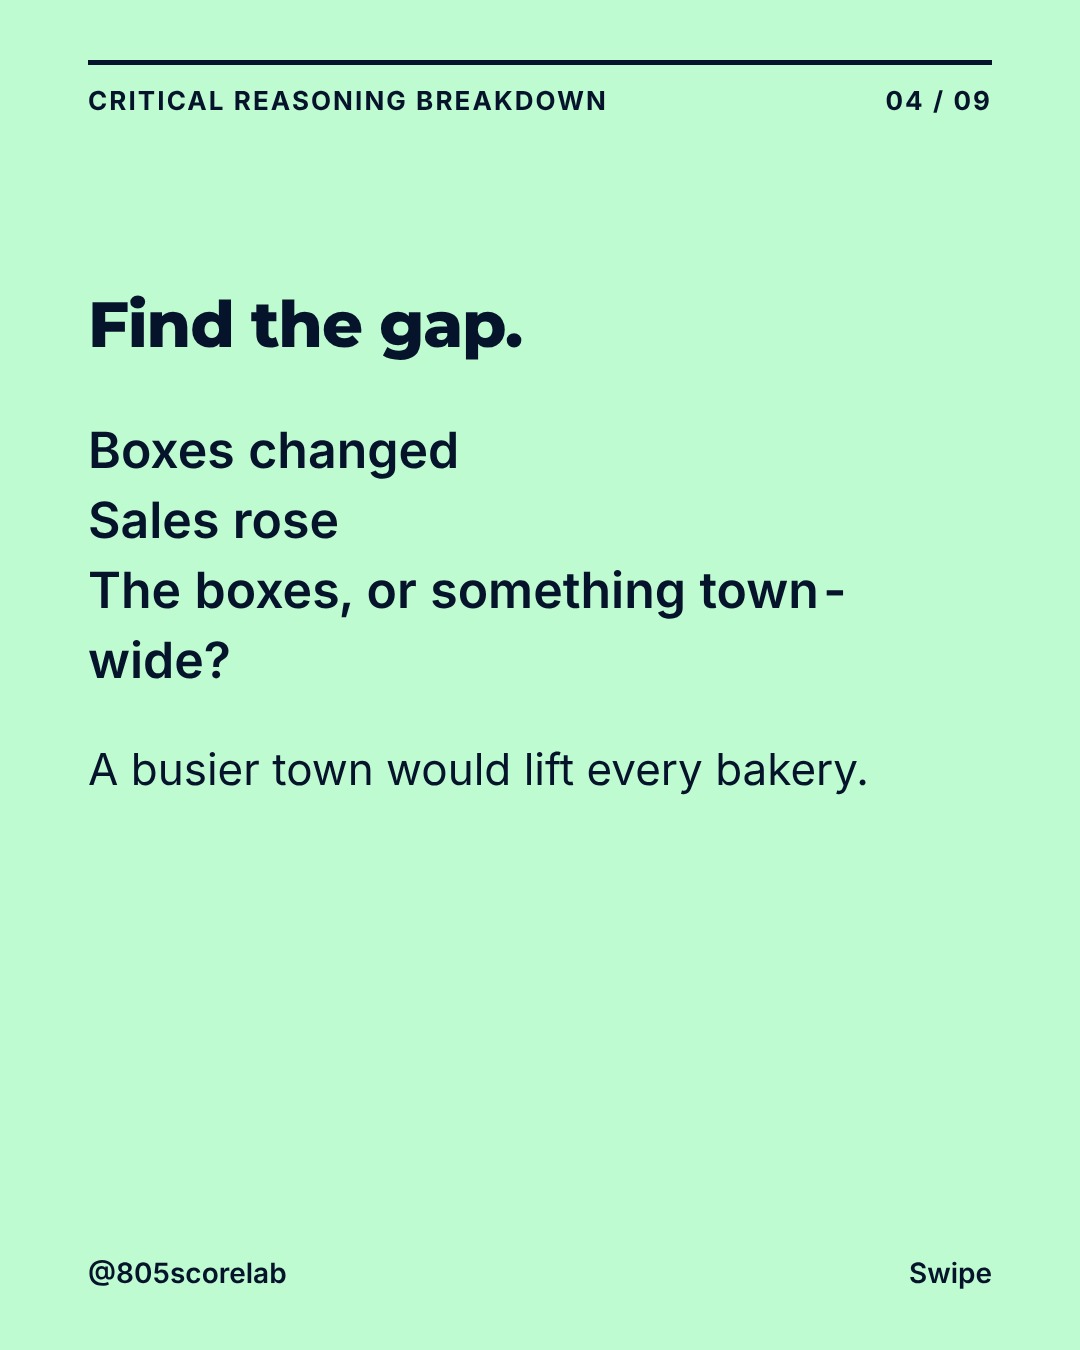 CRITICAL REASONING BREAKDOWN
04 / 09
Find the gap.
Boxes changed
Sales rose
The boxes, or something town-
wide?
A busier town would lift every bakery.
@805scorelab
Swipe